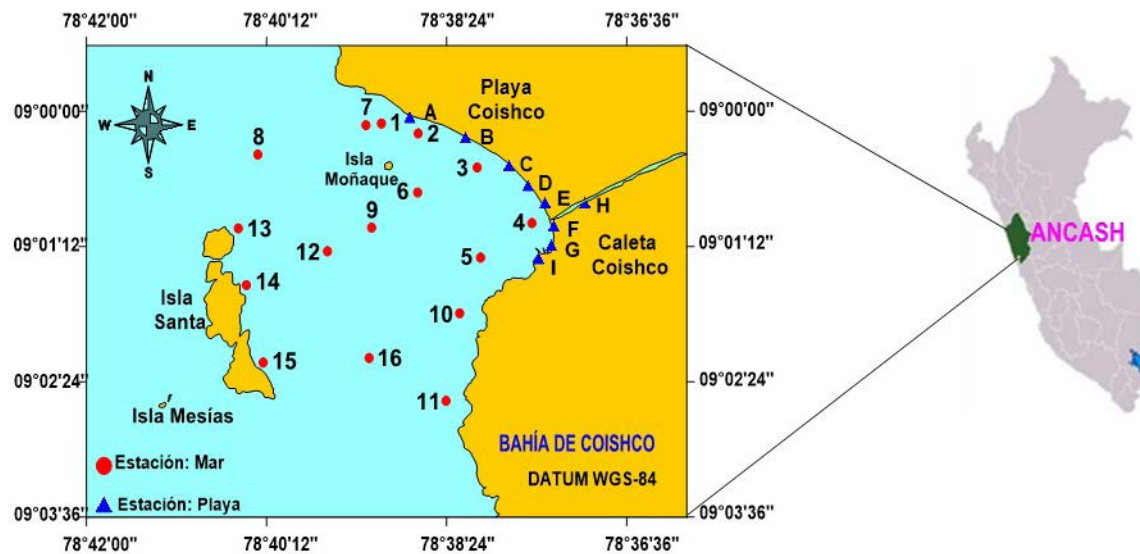 78°42'00"
78°40'12"
78°38'24"
78°36'36"
09°00'00"
09°00'00"
09°01'12"
09°01'12"
09°02'24"
09°02'24"
09°03'36"
09°03'36"
N
W
E
S
Playa
Coishco
7
1
A
2
B
8
Isla
Moñaque
3
C
D
6
E
H
9
4
F
13
12
5
G
I
Caleta
Coishco
ANCASH
14
Isla
Santa
10
15
16
11
Isla Mesías
BAHÍA DE COISHCO
DATUM WGS-84
Estación: Mar
Estación: Playa
78°42'00"
78°40'12"
78°38'24"
78°36'36"